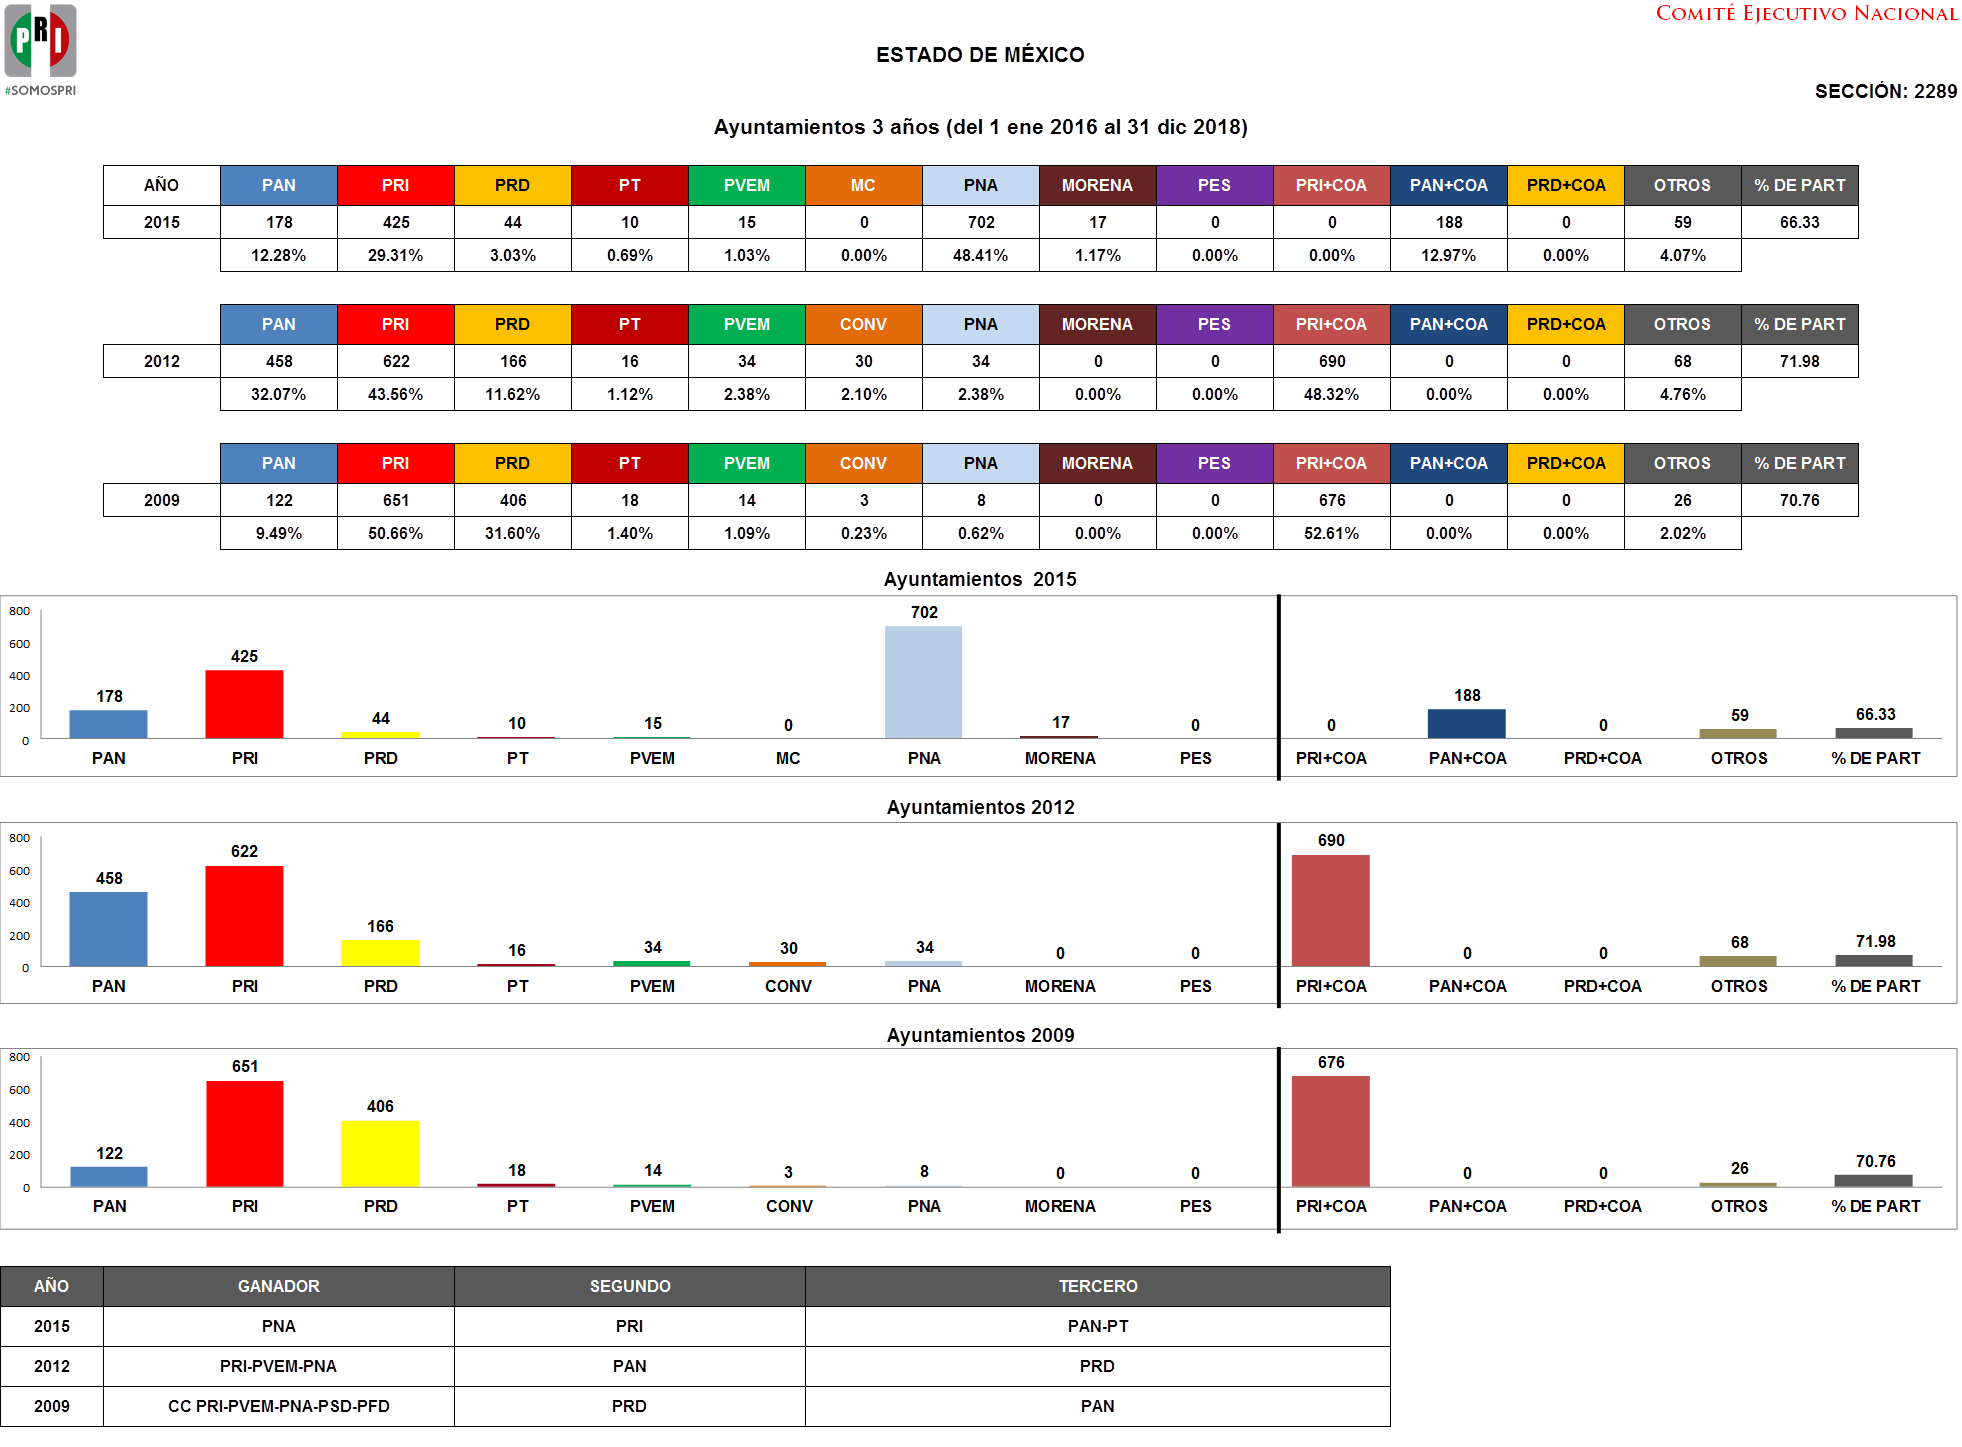 PRI
#SOMOSPRI
COMITÉ EJECUTIVO NACIONAL
ESTADO DE MÉXICO
SECCIÓN: 2289
Ayuntamientos 3 años (del 1 ene 2016 al 31 dic 2018)
AÑO PAN PRI PRD PT PVEM MC PNA MORENA PES PRI+COA PAN+COA PRD+COA OTROS % DE PART
2015 178 425 44 10 15 0 702 17 0 0 188 0 59 66.33
12.28% 29.31% 3.03% 0.69% 1.03% 0.00% 48.41% 1.17% 0.00% 0.00% 12.97% 0.00% 4.07%
PAN PRI PRD PT PVEM CONV PNA MORENA PES PRI+COA PAN+COA PRD+COA OTROS % DE PART
2012 458 622 166 16 34 30 34 0 0 690 0 0 68 71.98
32.07% 43.56% 11.62% 1.12% 2.38% 2.10% 2.38% 0.00% 0.00% 48.32% 0.00% 0.00% 4.76%
PAN PRI PRD PT PVEM CONV PNA MORENA PES PRI+COA PAN+COA PRD+COA OTROS % DE PART
2009 122 651 406 18 14 3 8 0 0 676 0 0 26 70.76
9.49% 50.66% 31.60% 1.40% 1.09% 0.23% 0.62% 0.00% 0.00% 52.61% 0.00% 0.00% 2.02%
Ayuntamientos 2015
800
600
400
200
0
178 425 44 10 15 0 702 17 0 0 188 0 59 66.33
PAN PRI PRD PT PVEM MC PNA MORENA PES PRI+COA PAN+COA PRD+COA OTROS % DE PART
Ayuntamientos 2012
800
600
400
200
0
458 622 166 16 34 30 34 0 0 690 0 0 68 71.98
PAN PRI PRD PT PVEM CONV PNA MORENA PES PRI+COA PAN+COA PRD+COA OTROS % DE PART
Ayuntamientos 2009
800
600
400
200
0
122 651 406 18 14 3 8 0 0 676 0 0 26 70.76
PAN PRI PRD PT PVEM CONV PNA MORENA PES PRI+COA PAN+COA PRD+COA OTROS % DE PART
AÑO GANADOR SEGUNDO TERCERO
2015 PNA PRI PAN-PT
2012 PRI-PVEM-PNA PAN PRD
2009 CC PRI-PVEM-PNA-PSD-PFD PRD PAN